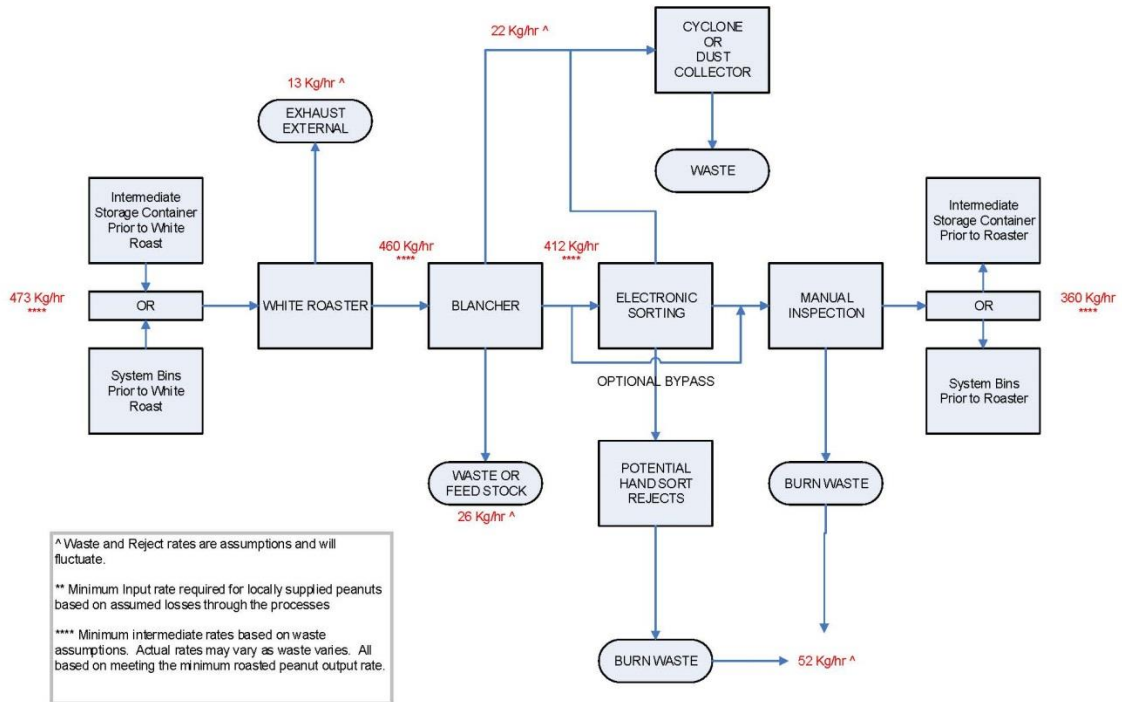 22 Kg/hr ^
CYCLONE
OR
DUST
COLLECTOR
13 Kg/hr ^
EXHAUST
EXTERNAL
WASTE
Intermediate
Storage Container
Prior to White
Roast
Intermediate
Storage Container
Prior to Roaster
460 Kg/hr
****
412 Kg/hr
****
473 Kg/hr
****
OR
WHITE ROASTER
BLANCHER
ELECTRONIC
SORTING
MANUAL
INSPECTION
OR
360 Kg/hr
****
System Bins
Prior to White
Roast
OPTIONAL BYPASS
System Bins
Prior to Roaster
WASTE OR
FEED STOCK
26 Kg/hr ^
POTENTIAL
HAND SORT
REJECTS
BURN WASTE
^ Waste and Reject rates are assumptions and will
fluctuate.
** Minimum Input rate required for locally supplied peanuts
based on assumed losses through the processes
**** Minimum intermediate rates based on waste
assumptions. Actual rates may vary as waste varies. All
based on meeting the minimum roasted peanut output rate.
BURN WASTE
52 Kg/hr ^